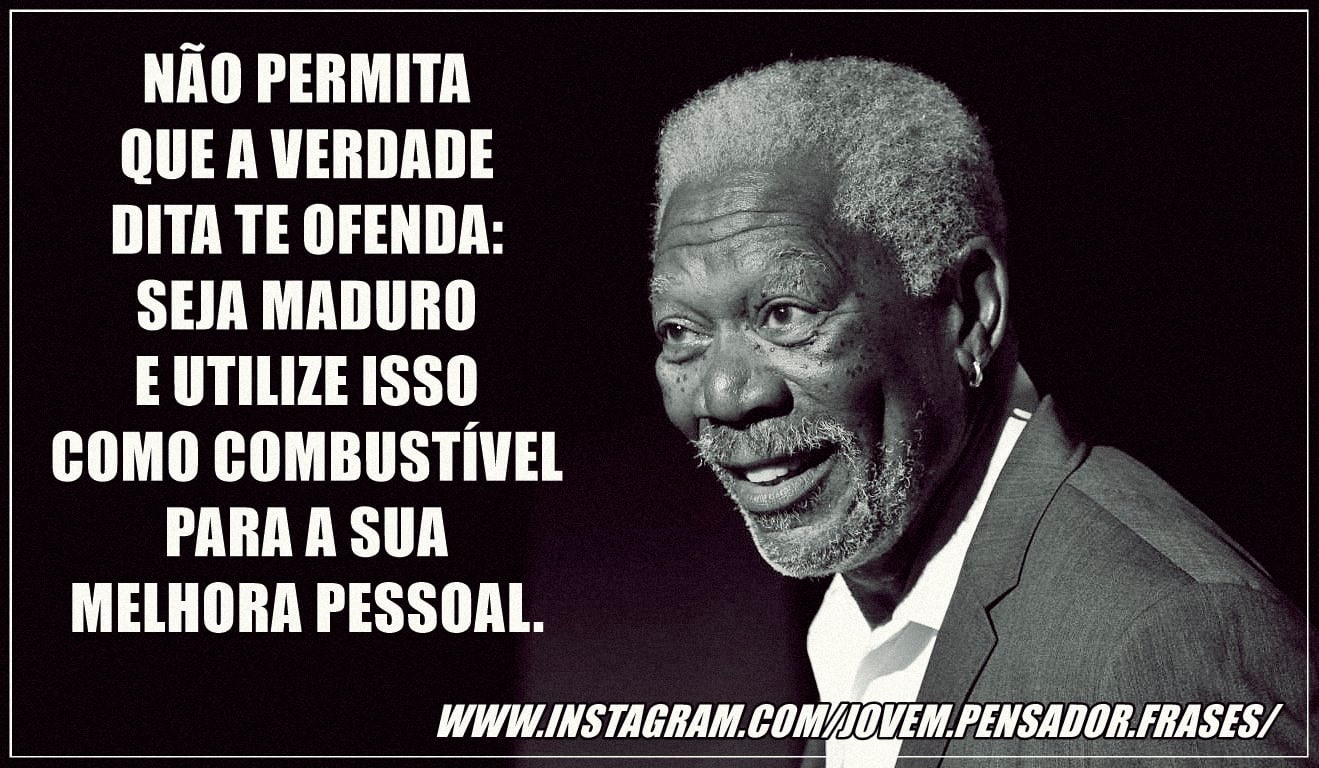 NÃO PERMITA
QUE A VERDADE
DITA TE OFENDA:
SEJA MADURO
E UTILIZE ISSO
COMO COMBUSTÍVEL
PARA A SUA
MELHORA PESSOAL.
WWW.INSTAGRAM.COM/JOVEM.PENSADOR.FRASES/